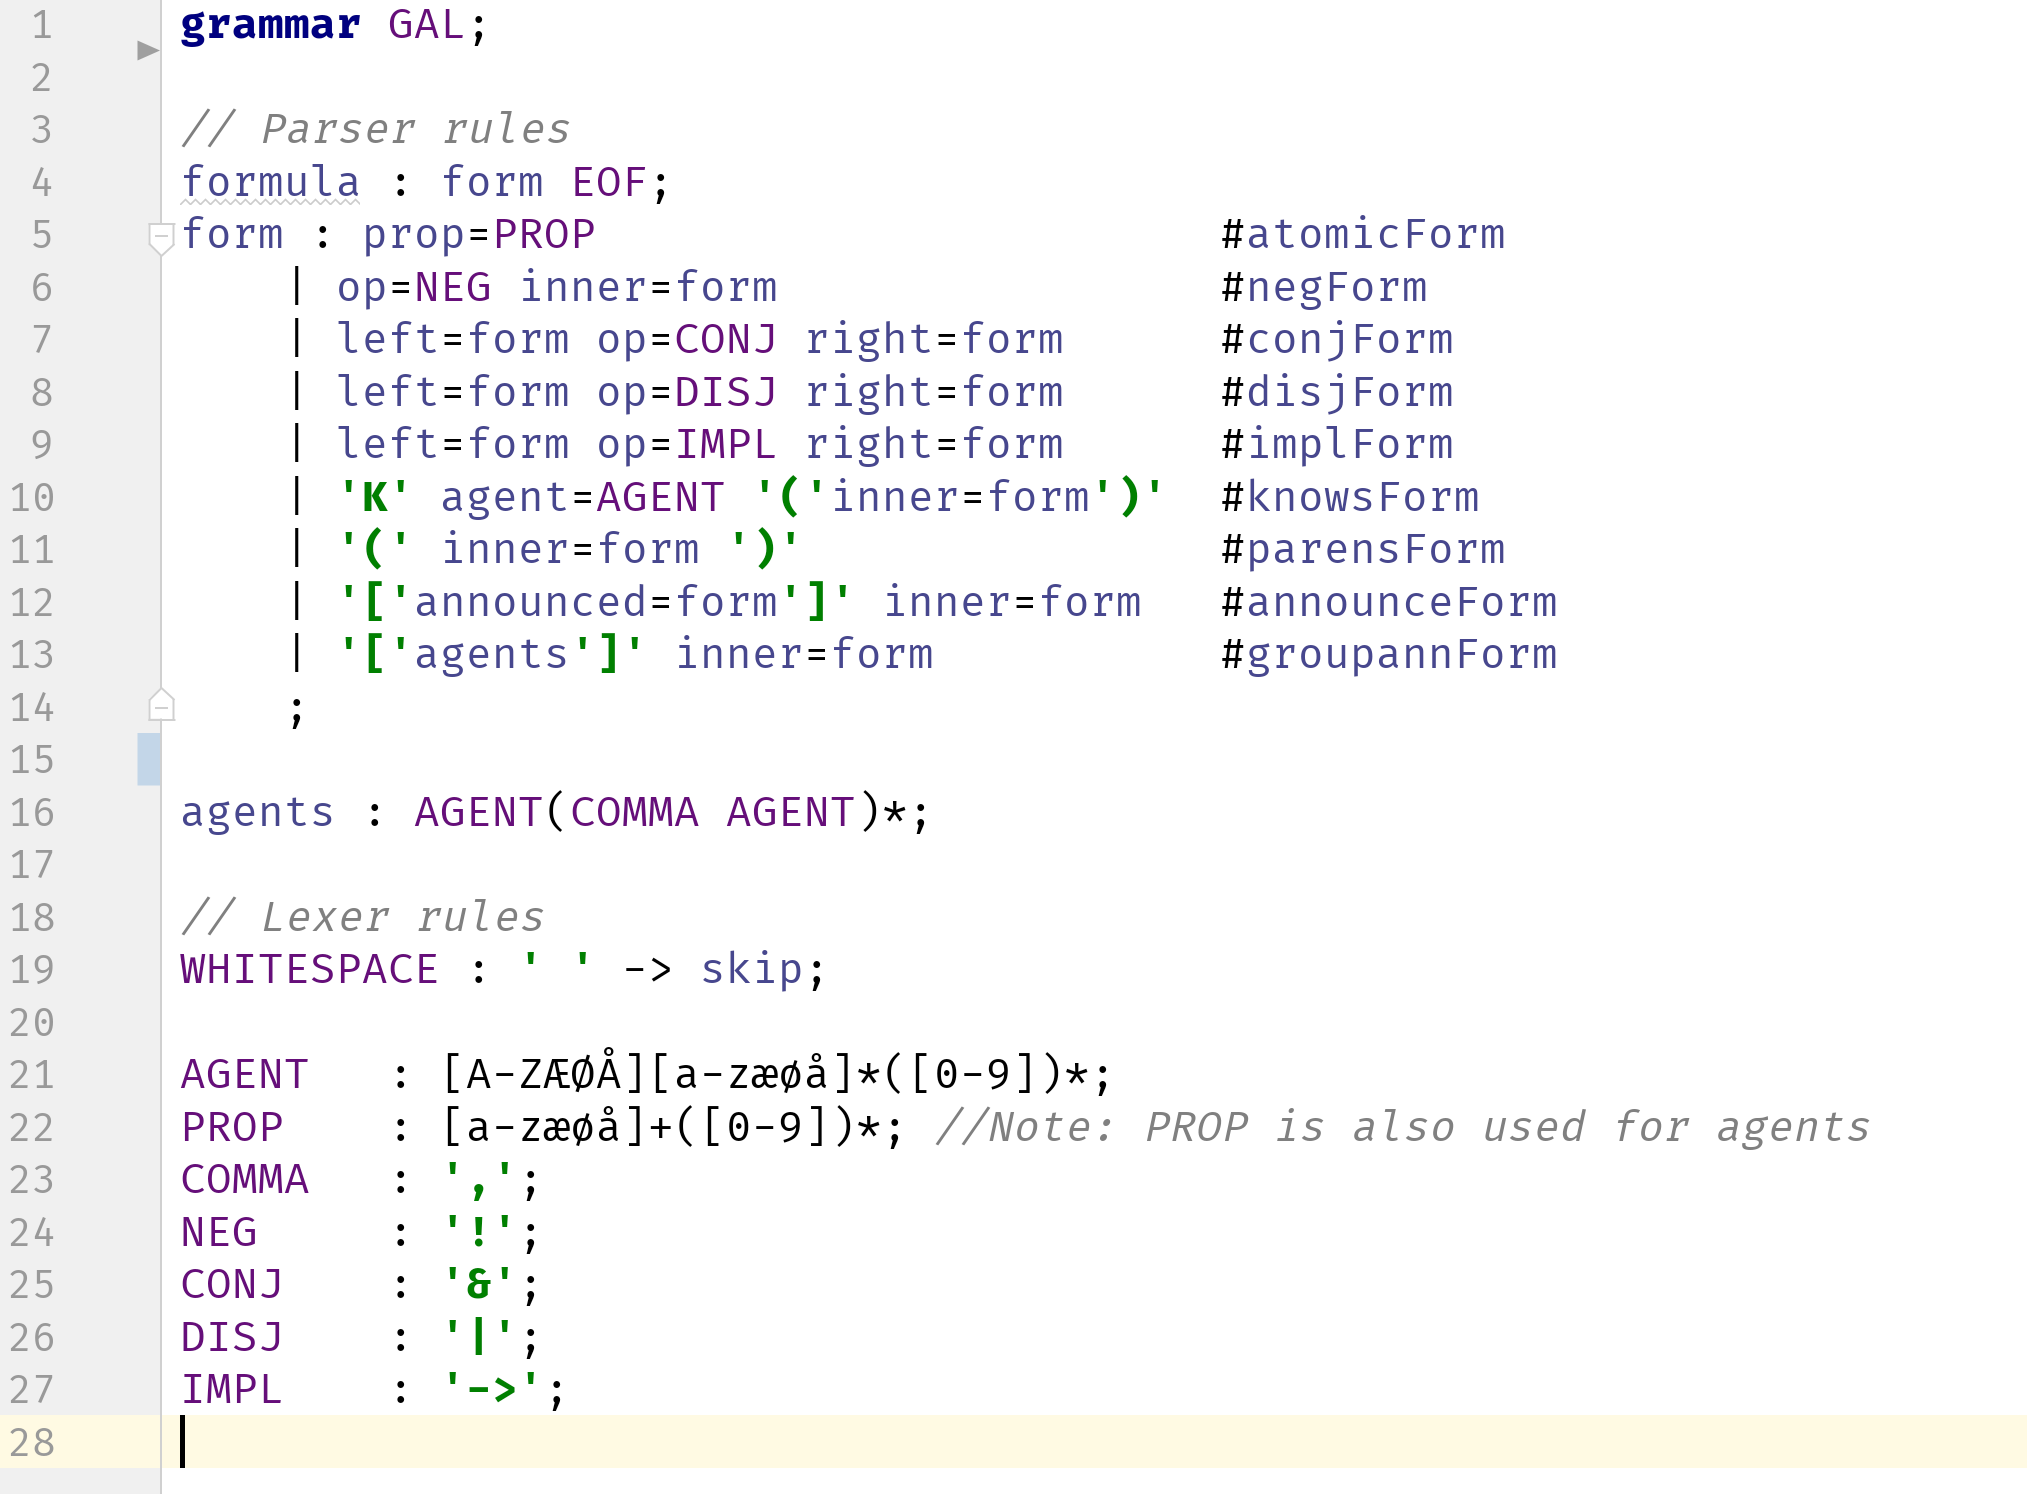 1 grammar GAL;
2
3 // Parser rules
4 formula : form EOF;
5 form : prop=PROP #atomicForm
6 | op=NEG inner=form #negForm
7 | left=form op=CONJ right=form #conjForm
8 | left=form op=DISJ right=form #disjForm
9 | left=form op=IMPL right=form #implForm
10 | 'K' agent=AGENT '('inner=form')' #knowsForm
11 | '(' inner=form ')' #parensForm
12 | '['announced=form']' inner=form #announceForm
13 | '['agents']' inner=form #groupannForm
14 ;
15
16 agents : AGENT(COMMA AGENT)*;
17
18 // Lexer rules
19 WHITESPACE : ' ' -> skip;
20
21 AGENT : [A-ZÆØÅ][a-zæøå]*([0-9])*;
22 PROP : [a-zæøå]+([0-9])*; //Note: PROP is also used for agents
23 COMMA : ',';
24 NEG : '!';
25 CONJ : '&';
26 DISJ : '|';
27 IMPL : '->';
28